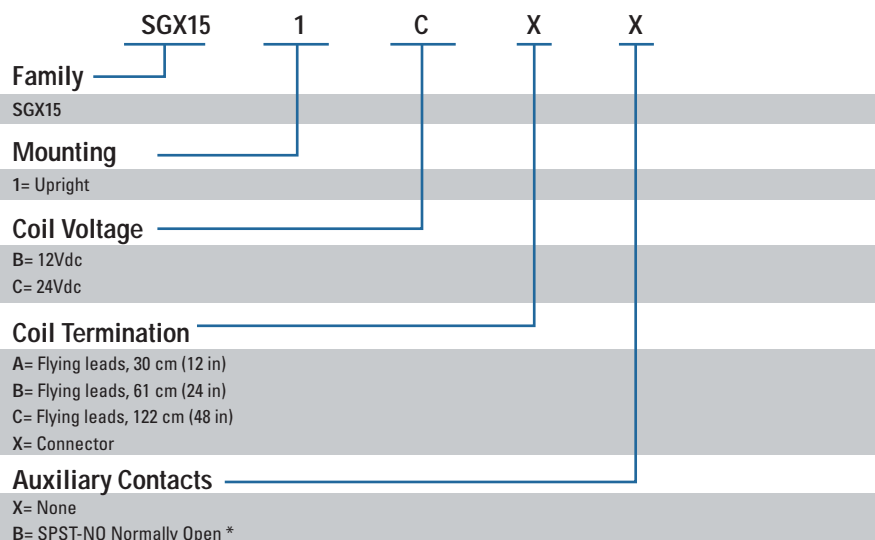 SGX15 1 C X X
Family
SGX15
Mounting
1= Upright
Coil Voltage
B= 12Vdc
C= 24Vdc
Coil Termination
A= Flying leads, 30 cm (12 in)
B= Flying leads, 61 cm (24 in)
C= Flying leads, 122 cm (48 in)
X= Connector
Auxiliary Contacts
X= None
B= SPST-NO Normally Open *